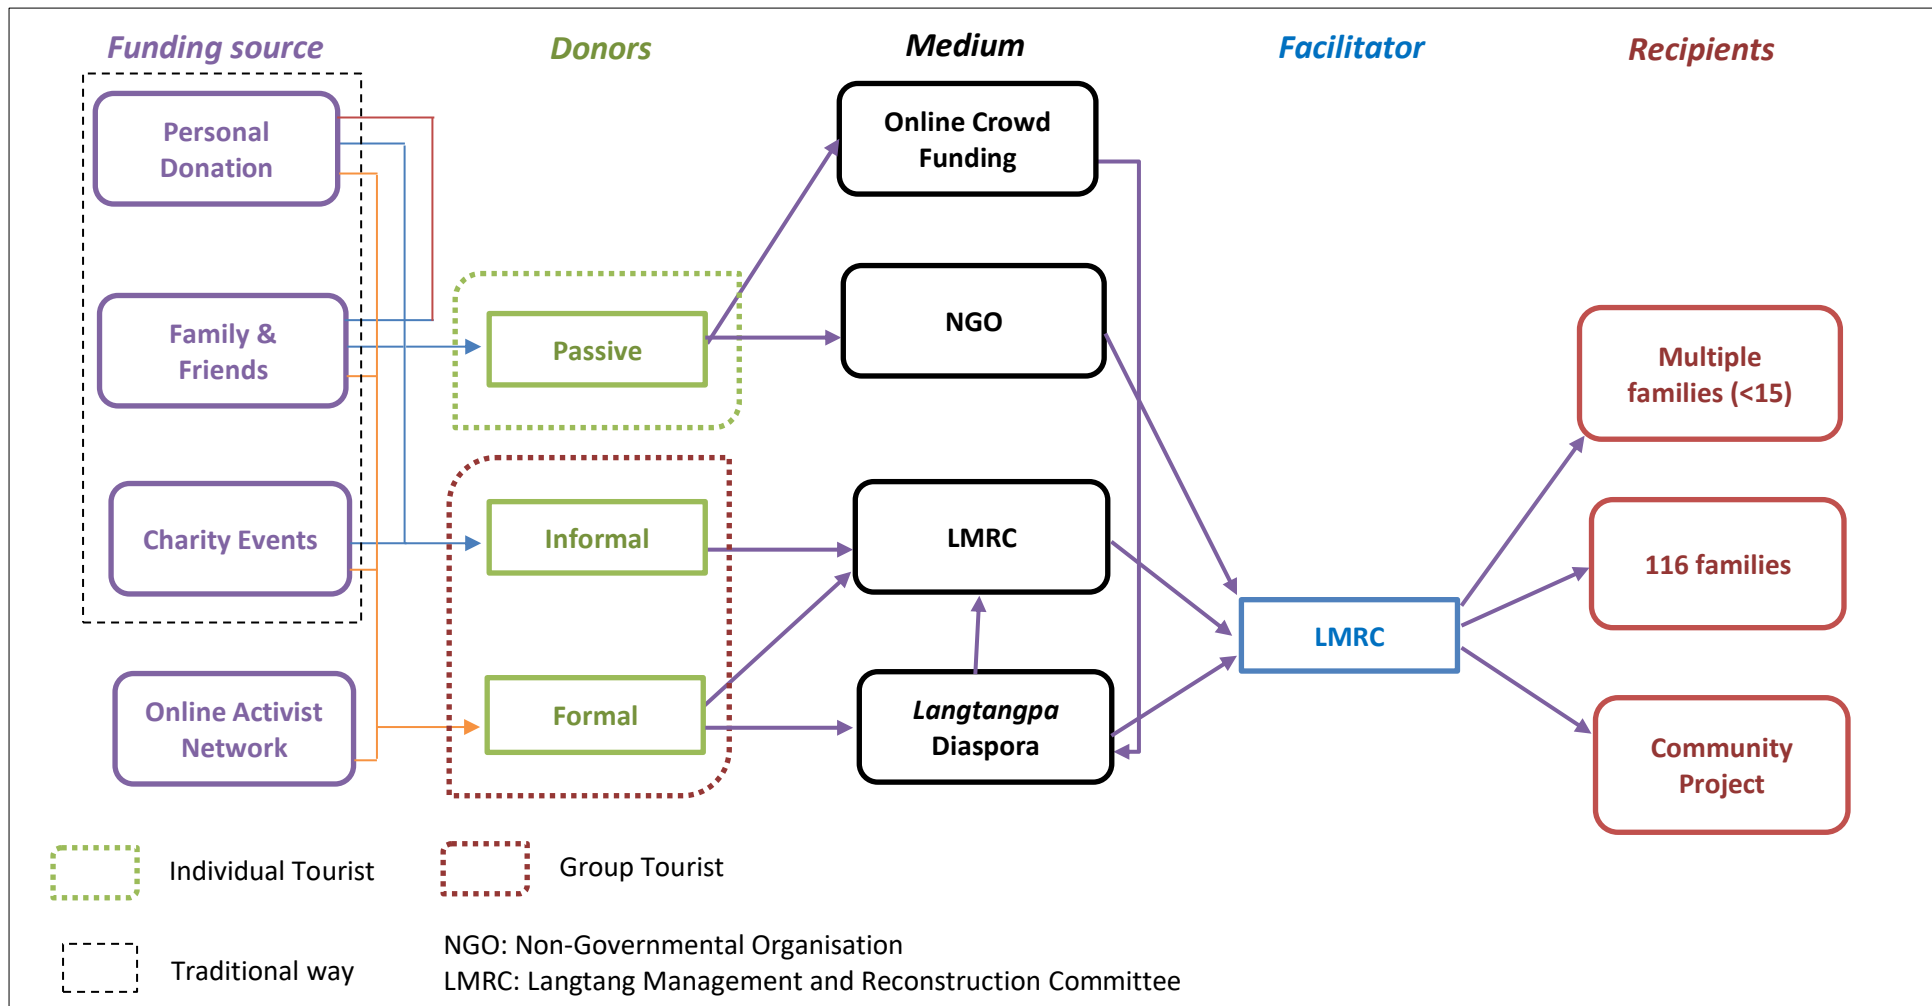 Funding source
Donors
Medium
Facilitator
Recipients
Personal
Donation
Family &
Friends
Charity Events
Online Activist
Network
Passive
Informal
Formal
Online Crowd
Funding
NGO
LMRC
Langtangpa
Diaspora
LMRC
Multiple
families (<15)
116 families
Community
Project
Individual Tourist
Group Tourist
Traditional way
NGO: Non-Governmental Organisation
LMRC: Langtang Management and Reconstruction Committee